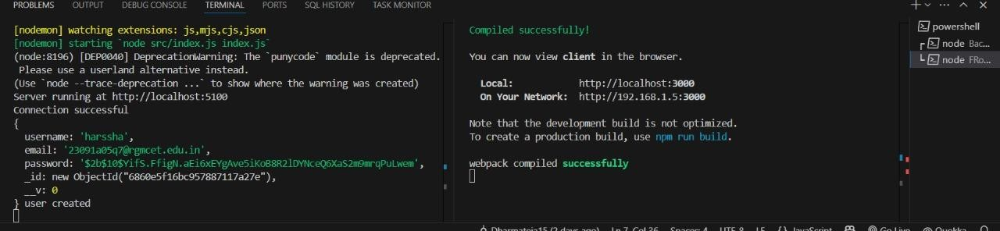 PROBLEMS OUTPUT DEBUG CONSOLE TERMINAL PORTS SQL HISTORY TASK MONITOR
[nodemon] watching extensions: js,mjs,cjs,json
[nodemon] starting `node src/index.js index.js`
(node:8196) [DEP0040] DeprecationWarning: The `punycode` module is deprecated.
Please use a userland alternative instead.
(Use `node --trace-deprecation ...` to show where the warning was created)
Server running at http://localhost:5100
Connection successful
{
username: 'harssha',
email: '23091a05q7@rgmcet.edu.in',
password: '$2b$10$YifS.FfigN.aEi6xEYgAve5iKoB8R2lDYNceQ6XaS2m9mrqPuLwem',
_id: new ObjectId("6860e5f16bc957887117a27e"),
__v: 0
} user created
Compiled successfully!
You can now view client in the browser.
Local: http://localhost:3000
On Your Network: http://192.168.1.5:3000
Note that the development build is not optimized.
To create a production build, use npm run build.
webpack compiled successfully
powershell
node Bac...
node FRo...
Dharmateja15 (2 days ago) Ln 7, Col 36 Spaces: 4 UTF-8 LF {} JavaScript Go Live Quokka